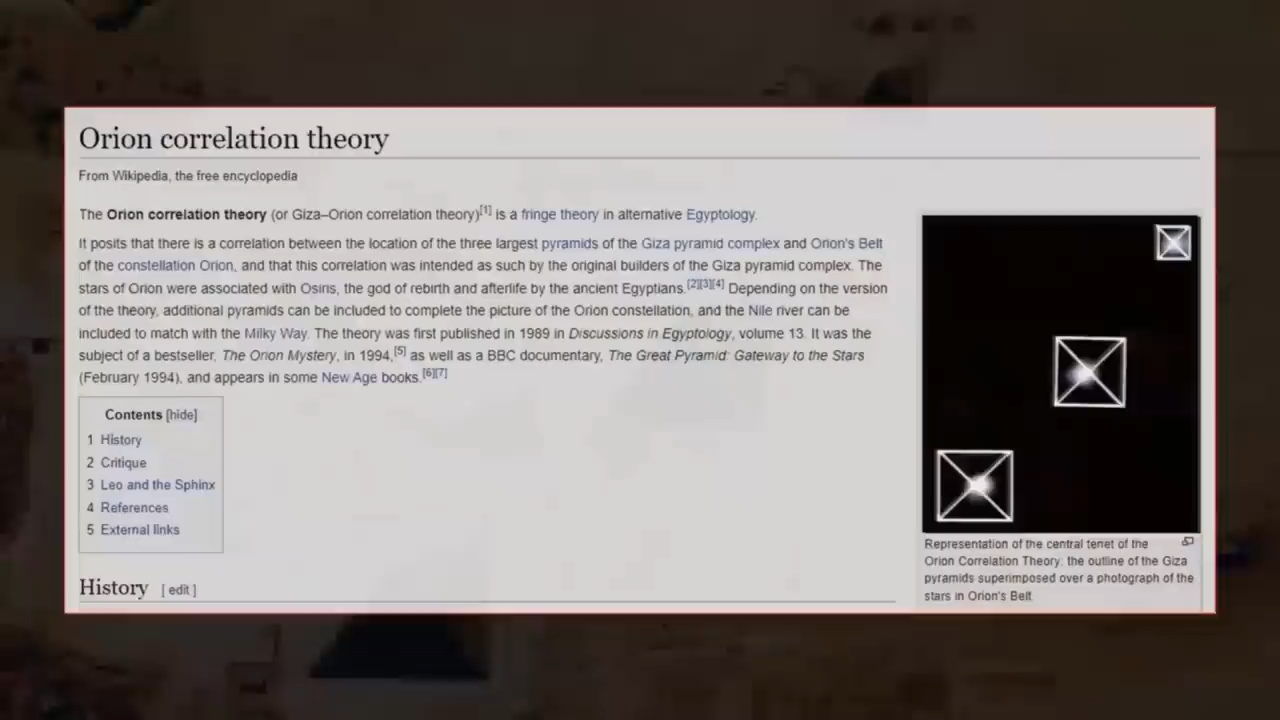 Orion correlation theory
From Wikipedia, the free encyclopedia
The Orion correlation theory (or Giza–Orion correlation theory)[1] is a fringe theory in alternative Egyptology.
It posits that there is a correlation between the location of the three largest pyramids of the Giza pyramid complex and Orion's Belt
of the constellation Orion, and that this correlation was intended as such by the original builders of the Giza pyramid complex. The
stars of Orion were associated with Osiris, the god of rebirth and afterlife by the ancient Egyptians.[2][3][4] Depending on the version
of the theory, additional pyramids can be included to complete the picture of the Orion constellation, and the Nile river can be
included to match with the Milky Way. The theory was first published in 1989 in Discussions in Egyptology, volume 13. It was the
subject of a bestseller, The Orion Mystery, in 1994,[5] as well as a BBC documentary, The Great Pyramid: Gateway to the Stars
(February 1994), and appears in some New Age books.[6][7]
Contents [hide]
1 History
2 Critique
3 Leo and the Sphinx
4 References
5 External links
History [ edit ]
Representation of the central tenet of the
Orion Correlation Theory: the outline of the Giza
pyramids superimposed over a photograph of the
stars in Orion's Belt